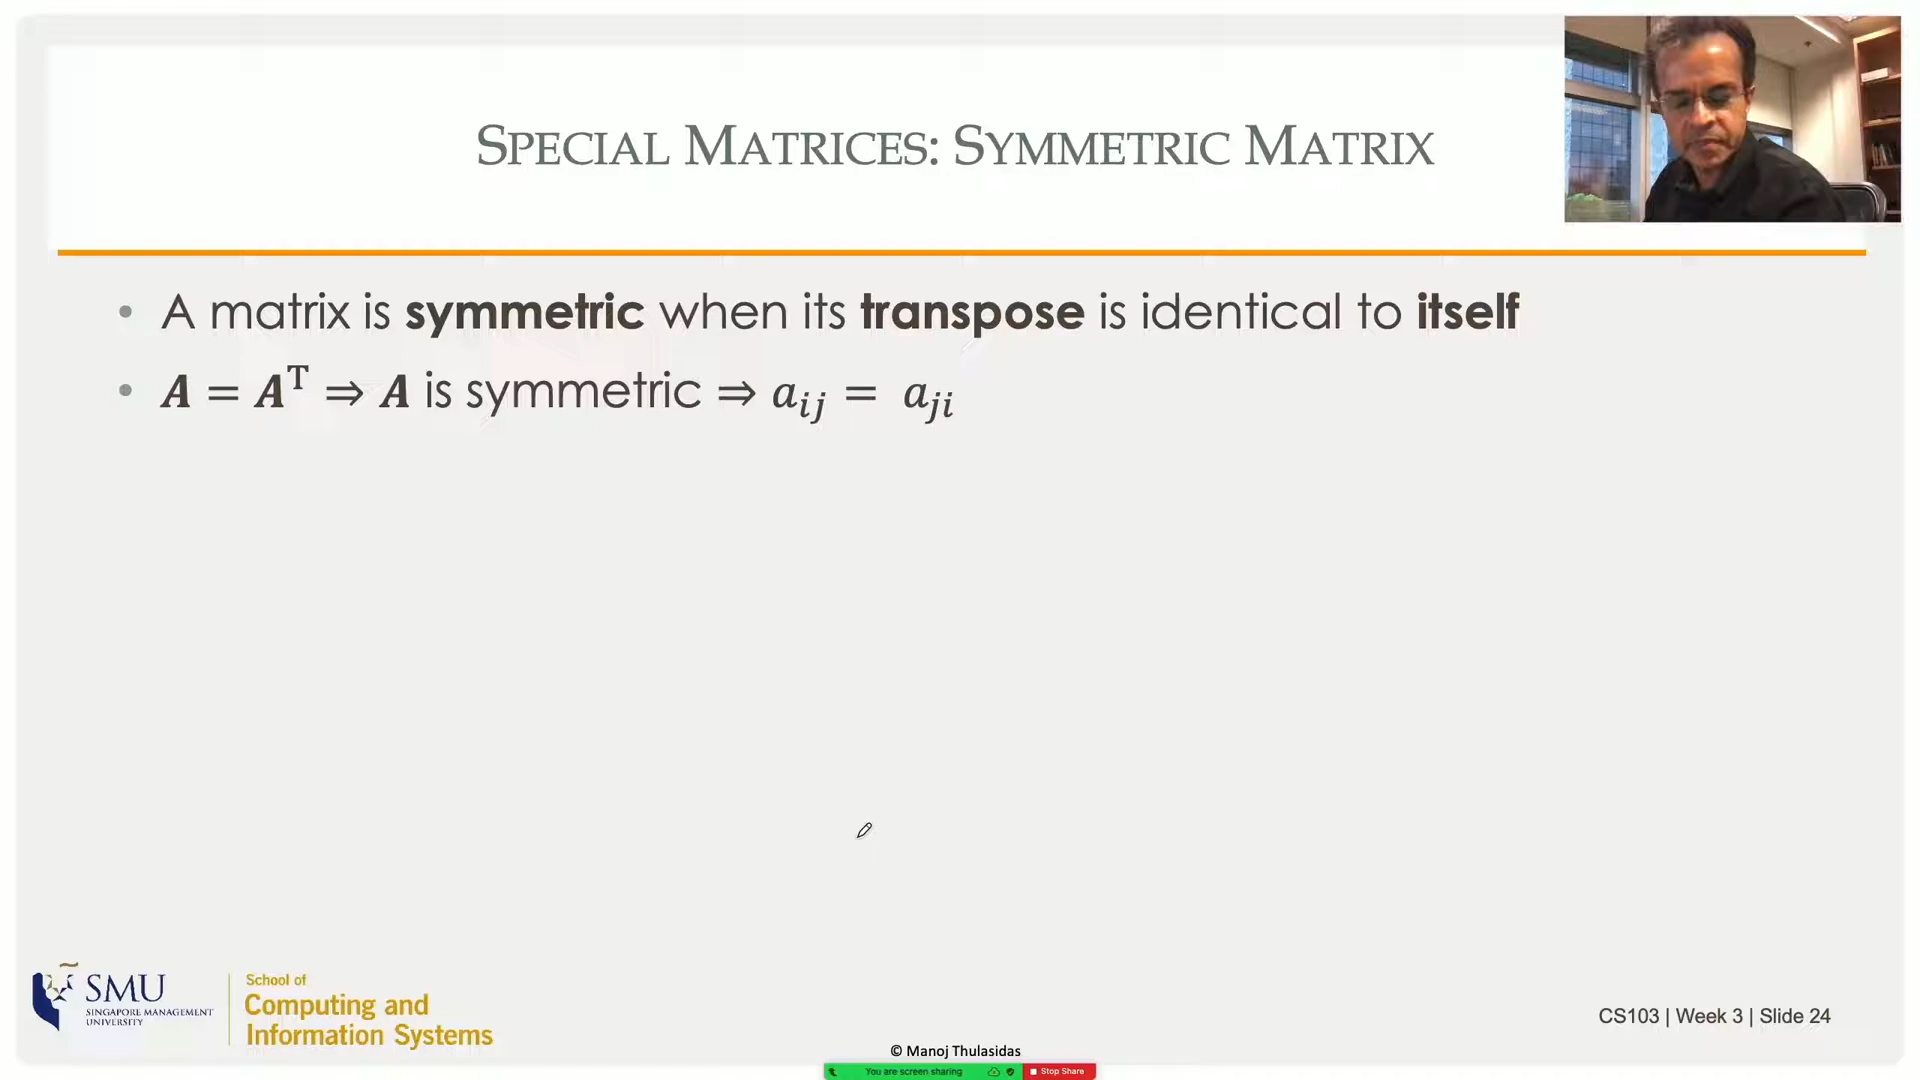 SPECIAL MATRICES: SYMMETRIC MATRIX
• A matrix is symmetric when its transpose is identical to itself
• A = Aᵀ ⇒ A is symmetric ⇒ aᵢⱼ = aⱼᵢ
SMU
SINGAPORE MANAGEMENT
UNIVERSITY
School of
Computing and
Information Systems
CS103 | Week 3 | Slide 24
© Manoj Thulasidas
You are screen sharing
Stop Share